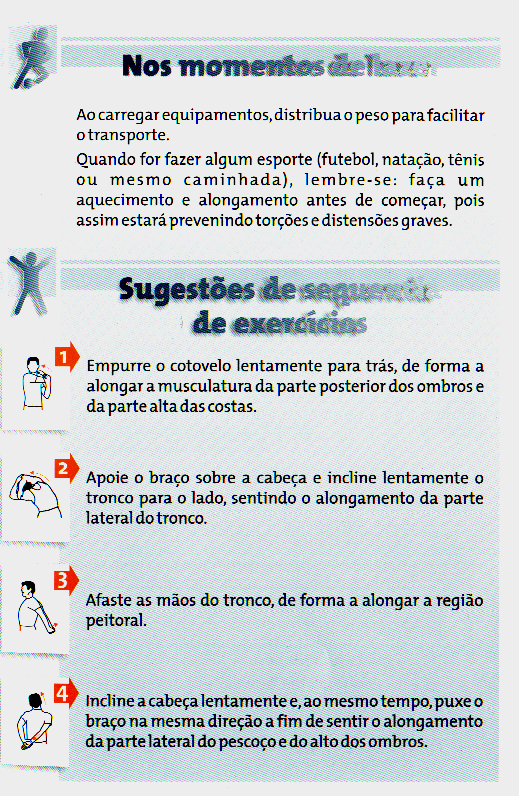 Nos momentos de lazer
Ao carregar equipamentos, distribua o peso para facilitar
o transporte.
Quando for fazer algum esporte (futebol, natação, tênis
ou mesmo caminhada), lembre-se: faça um
aquecimento e alongamento antes de começar, pois
assim estará prevenindo torções e distensões graves.
Sugestões de sequencia
de exercícios
1
Empurre o cotovelo lentamente para trás, de forma a
alongar a musculatura da parte posterior dos ombros e
da parte alta das costas.
2
Apoie o braço sobre a cabeça e incline lentamente o
tronco para o lado, sentindo o alongamento da parte
lateral do tronco.
3
Afaste as mãos do tronco, de forma a alongar a região
peitoral.
4
Incline a cabeça lentamente e, ao mesmo tempo, puxe o
braço na mesma direção a fim de sentir o alongamento
da parte lateral do pescoço e do alto dos ombros.